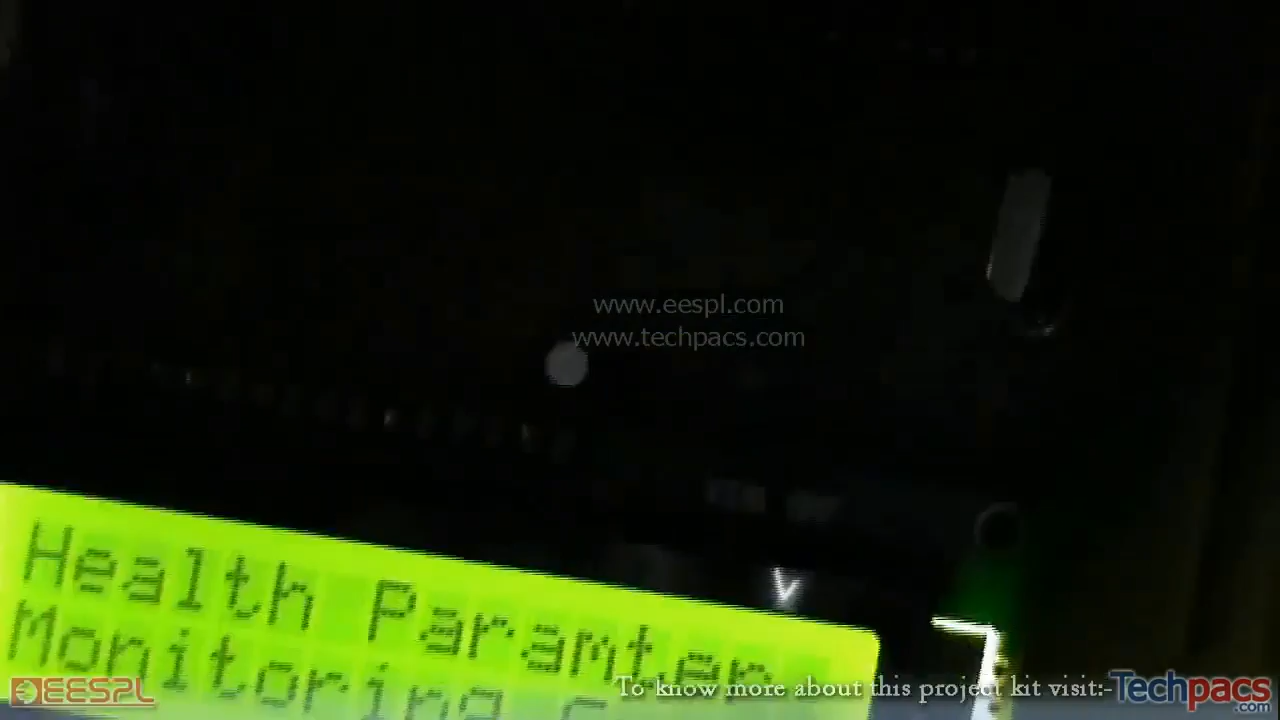 www.eespl.com
www.techpacs.com
Health Paramter
Monitoring
EESPL
To know more about this project kit visit:-
Techpacs
.com